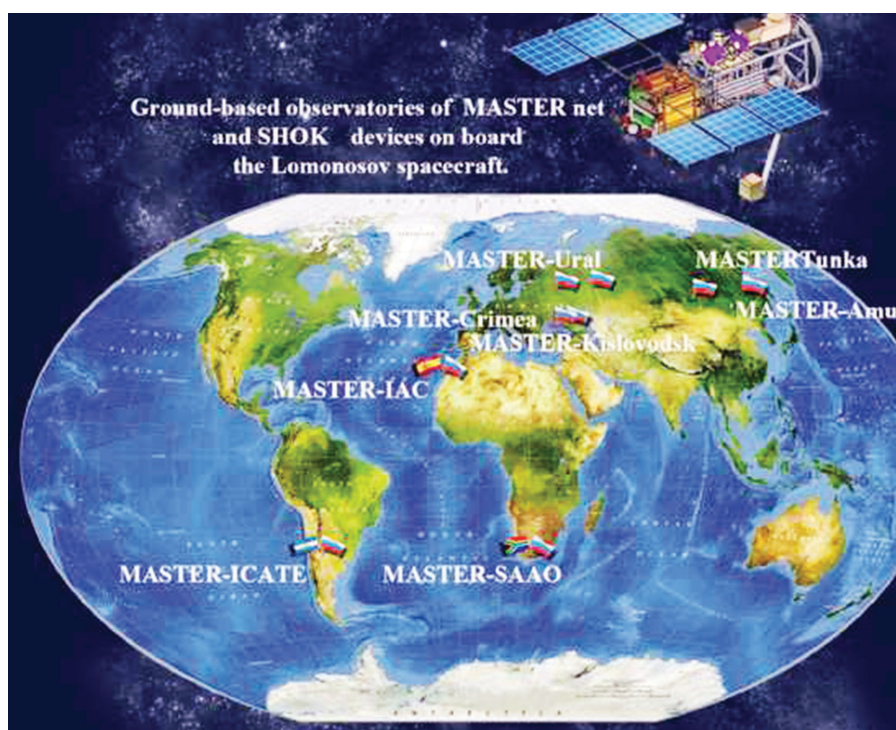 Ground-based observatories of MASTER net
and SHOK devices on board
the Lomonosov spacecraft.
MASTER-Ural
MASTERTunka
MASTER-Amu
MASTER-Crimea
MASTER-Kislovodsk
MASTER-IAC
MASTER-ICATE
MASTER-SAAO
ANTARCTICA